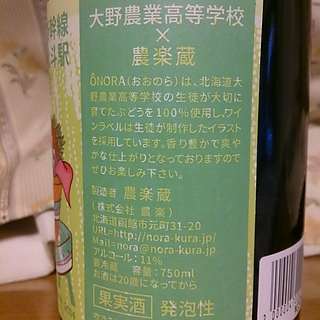 幹線
斗駅
大野農業高等学校
×
農楽蔵
ôNORA(おおのら)は、北海道大
野農業高等学校の生徒が大切に
育てたぶどうを100%使用し、ワイ
ンラベルは生徒が制作したイラスト
を採用しています。香り豊かで爽や
かな仕上がりとなっておりますので
ぜひお楽しみ下さい。
製造者 農楽蔵
(株式会社 農楽)
北海道函館市元町31-20
URL=http://nora-kura.jp/
Mail=nora@nora-kura.jp
アルコール:11%
要冷蔵 容量:750ml
お酒は20歳になってから
果実酒 発泡性